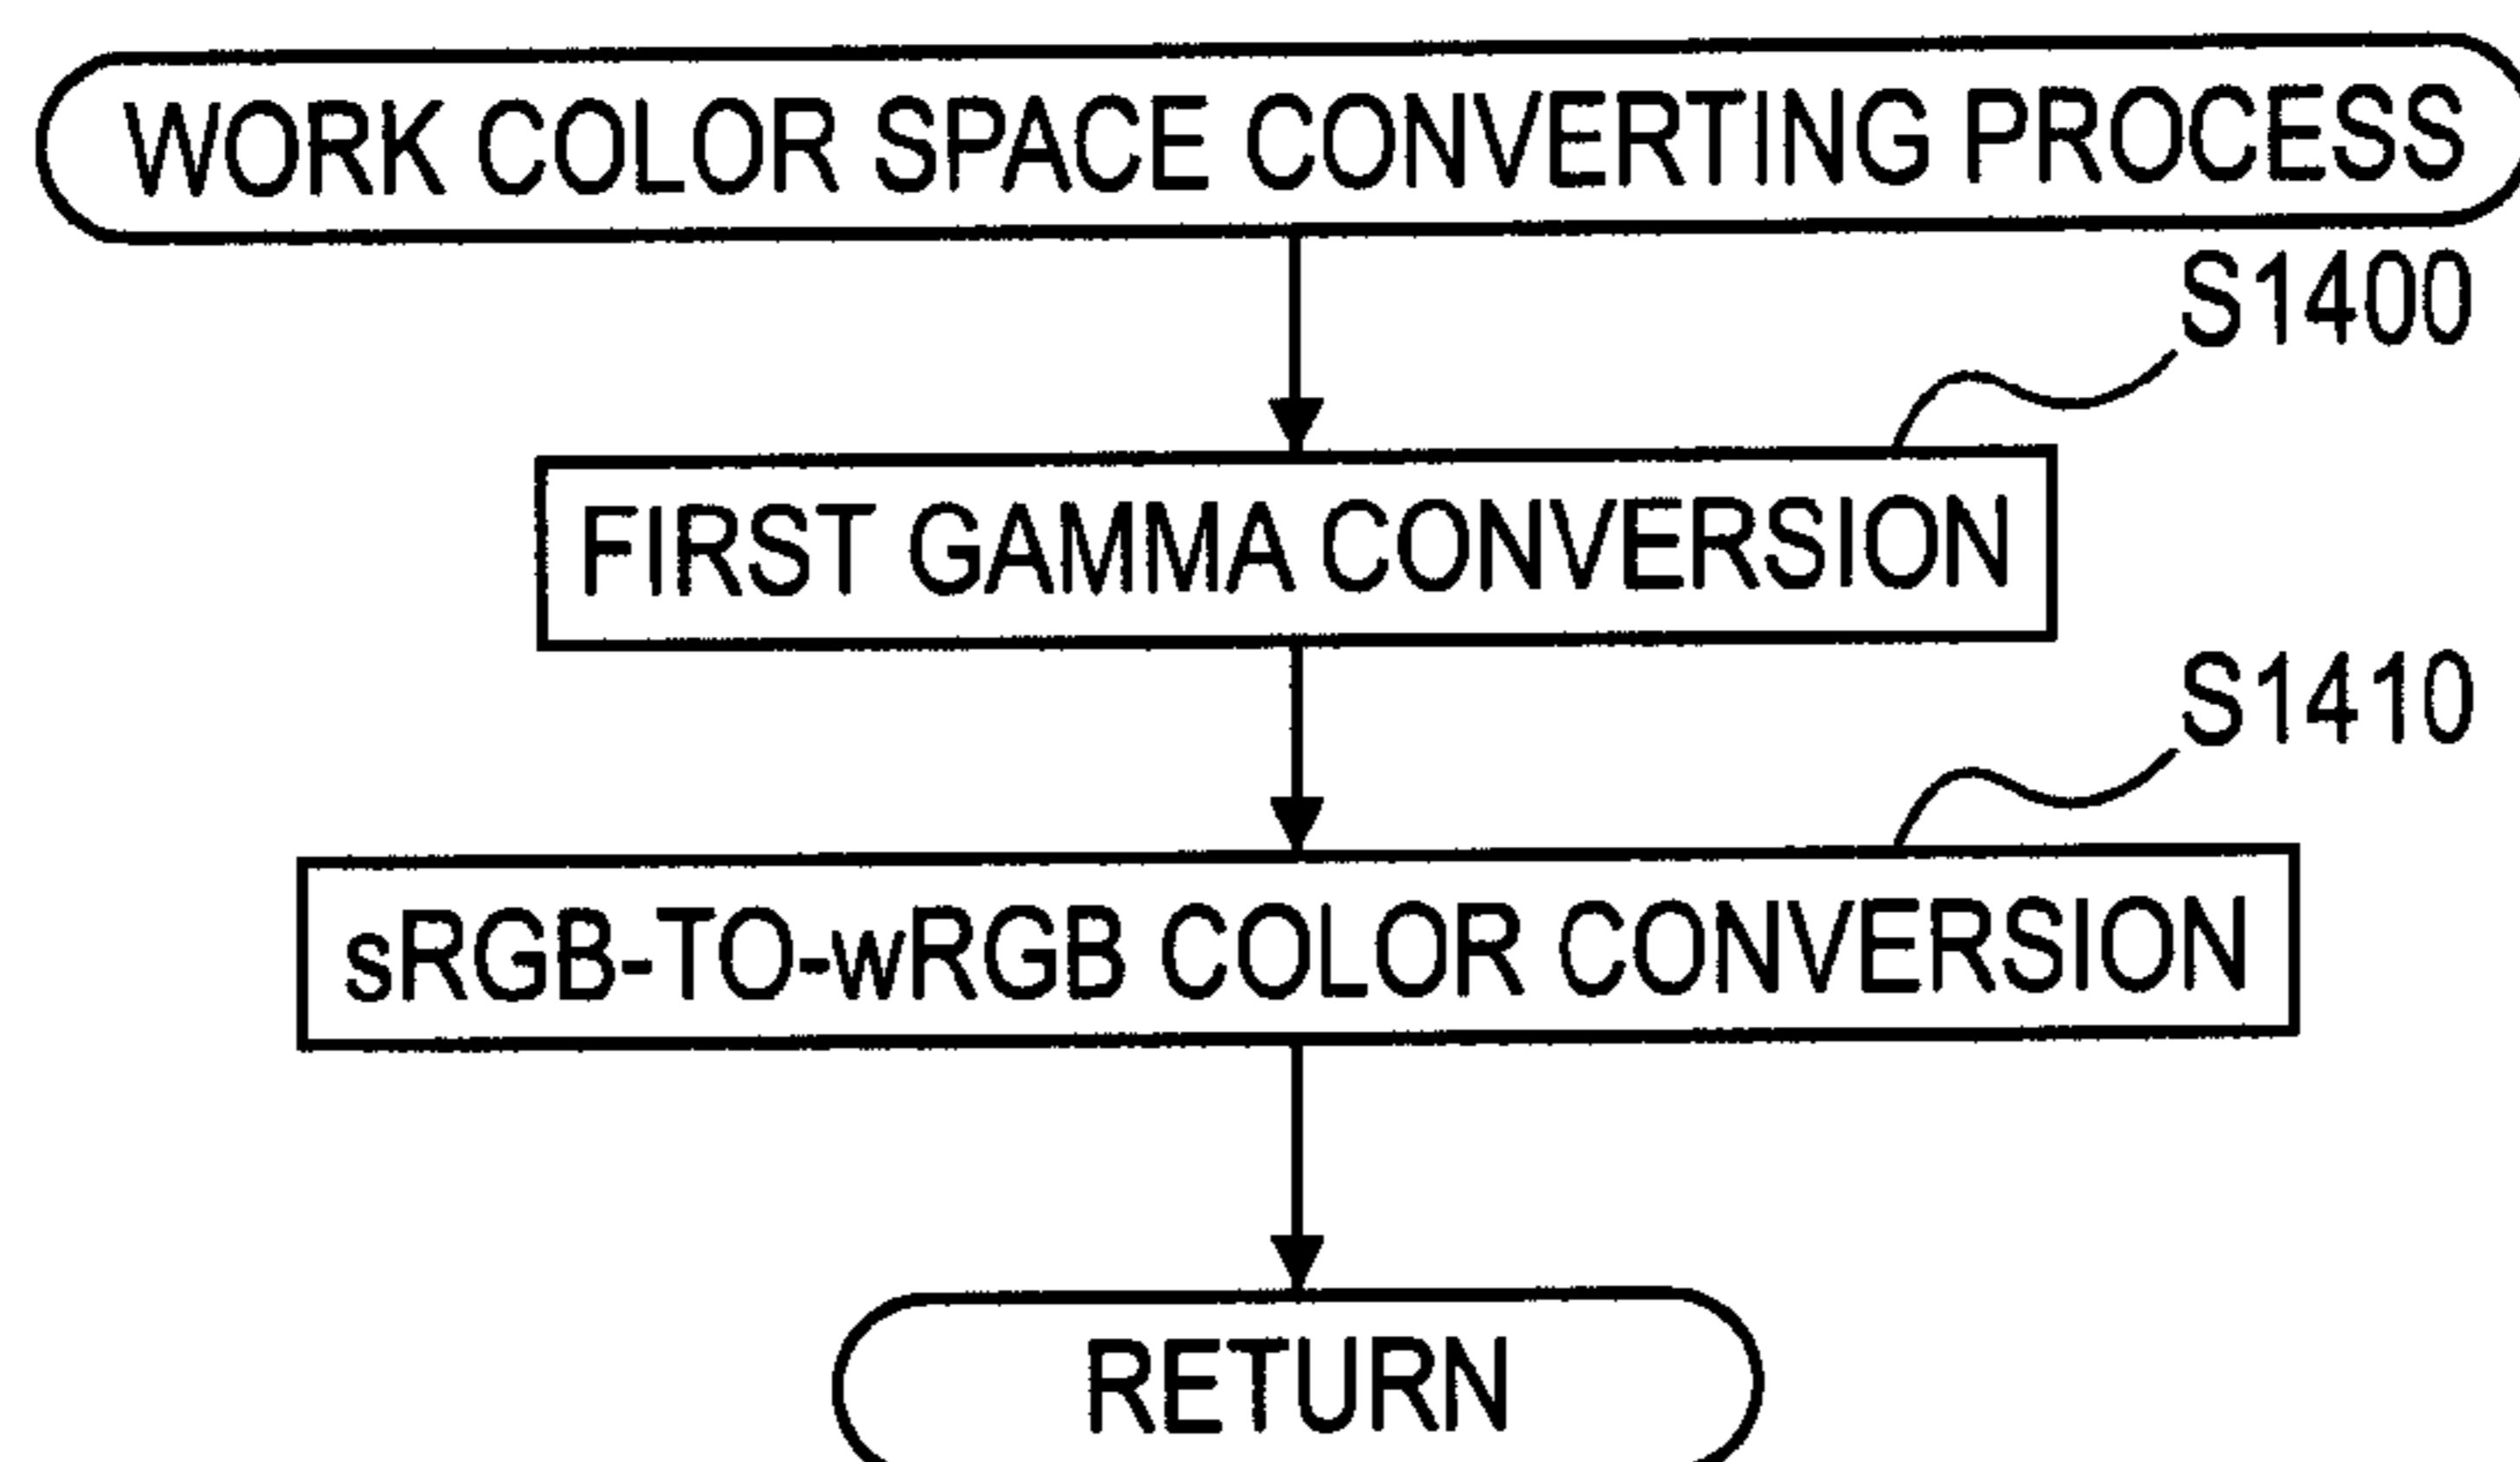 WORK COLOR SPACE CONVERTING PROCESS
S1400
FIRST GAMMA CONVERSION
S1410
sRGB-TO-wRGB COLOR CONVERSION
RETURN